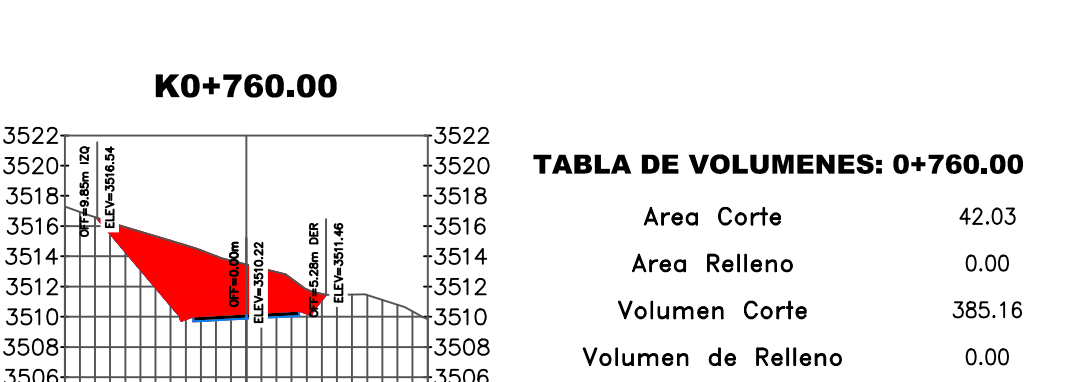 K0+760.00
3522 3522
3520 3520
3518 3518
3516 3516
3514 3514
3512 3512
3510 3510
3508 3508
3506 3506
OFF=9.85m IZQ
ELEV=3516.54
OFF=0.00m
ELEV=3510.22
OFF=5.28m DER
ELEV=3511.46
TABLA DE VOLUMENES: 0+760.00
Area Corte 42.03
Area Relleno 0.00
Volumen Corte 385.16
Volumen de Relleno 0.00